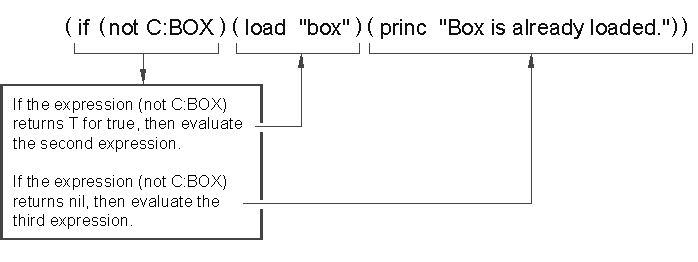 (if (not C:BOX)(load "box")(princ "Box is already loaded."))
If the expression (not C:BOX)
returns T for true, then evaluate
the second expression.
If the expression (not C:BOX)
returns nil, then evaluate the
third expression.